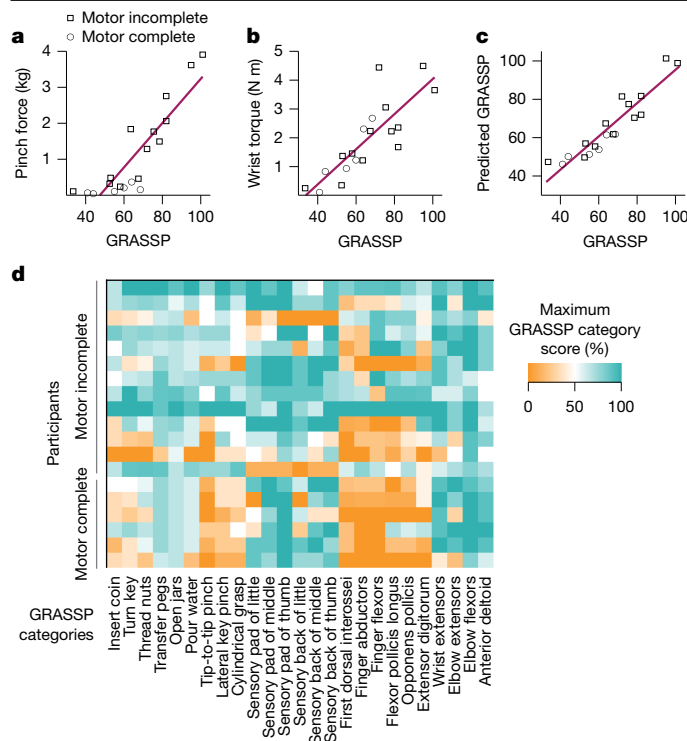 Motor incomplete
Motor complete
a
b
c
4
3
2
1
40
60
80
100
Pinch force (kg)
GRASSP
5
4
3
2
1
40
60
80
100
Wrist torque (N m)
GRASSP
100
80
60
40
40
60
80
100
Predicted GRASSP
GRASSP
d
Participants
Motor incomplete
Motor complete
Maximum
GRASSP category
score (%)
0
50
100
GRASSP
categories
Insert coin
Turn key
Thread nuts
Transfer pegs
Open jars
Pour water
Tip-to-tip pinch
Lateral key pinch
Cylindrical grasp
Sensory pad of little
Sensory pad of middle
Sensory pad of thumb
Sensory back of little
Sensory back of middle
Sensory back of thumb
First dorsal interossei
Finger abductors
Finger flexors
Flexor pollicis longus
Opponens pollicis
Extensor digitorum
Wrist extensors
Elbow extensors
Elbow flexors
Anterior deltoid